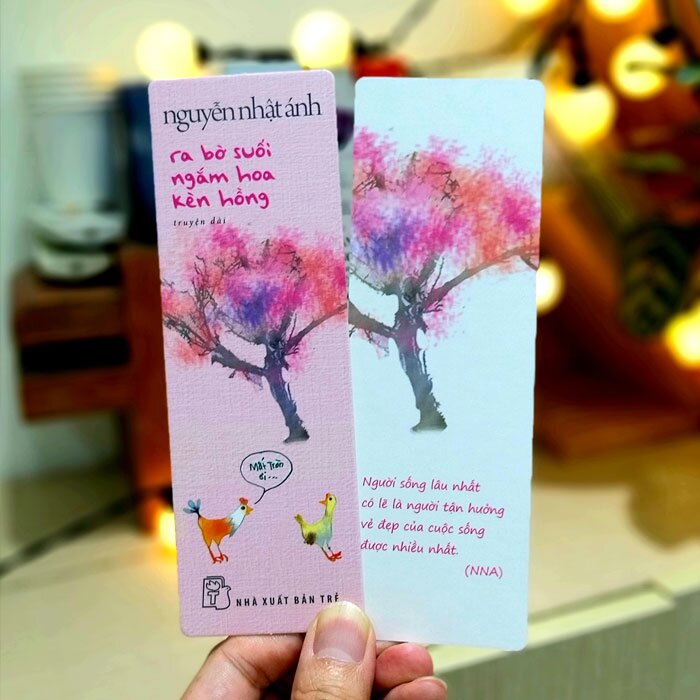 nguyễn nhật ánh
ra bờ suối
ngắm hoa
kèn hồng
truyện dài
Mắt Tròn
ơi...
NHÀ XUẤT BẢN TRẺ
Người sống lâu nhất
có lẽ là người tận hưởng
vẻ đẹp của cuộc sống
được nhiều nhất.
(NNA)